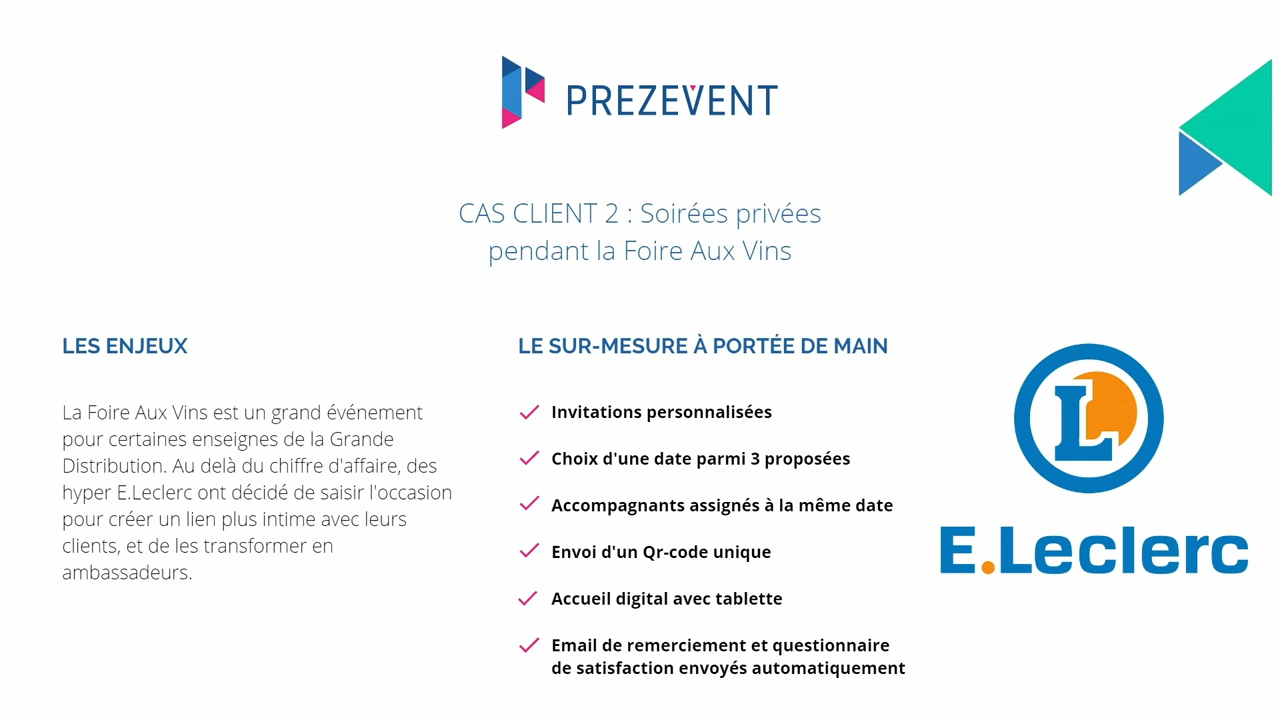 PREZEVENT
CAS CLIENT 2 : Soirées privées
pendant la Foire Aux Vins
LES ENJEUX
La Foire Aux Vins est un grand événement
pour certaines enseignes de la Grande
Distribution. Au delà du chiffre d'affaire, des
hyper E.Leclerc ont décidé de saisir l'occasion
pour créer un lien plus intime avec leurs
clients, et de les transformer en
ambassadeurs.
LE SUR-MESURE À PORTÉE DE MAIN
Invitations personnalisées
Choix d'une date parmi 3 proposées
Accompagnants assignés à la même date
Envoi d'un Qr-code unique
Accueil digital avec tablette
Email de remerciement et questionnaire
de satisfaction envoyés automatiquement
L
E.Leclerc